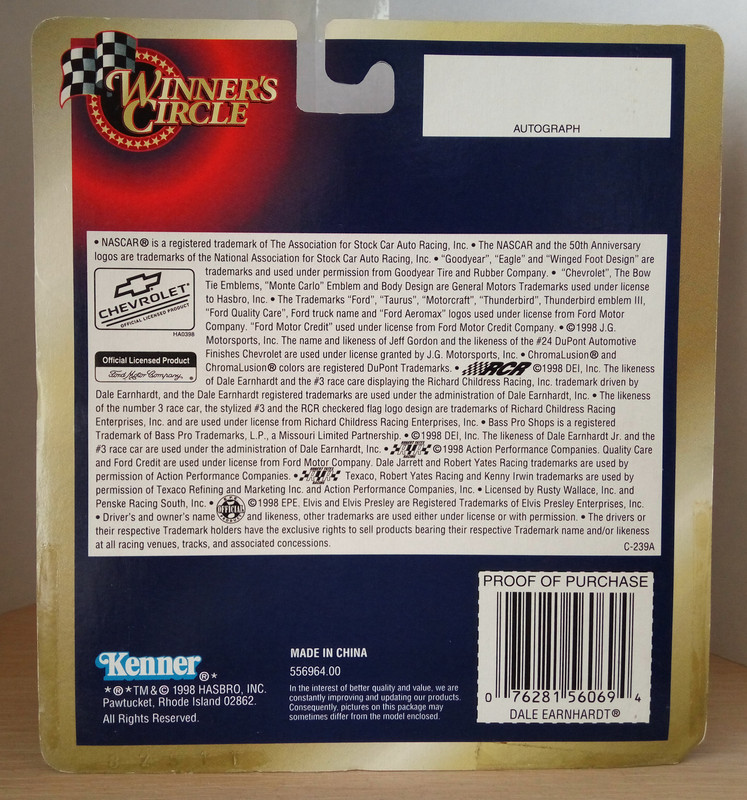 WINNER'S
CIRCLE
AUTOGRAPH
• NASCAR® is a registered trademark of The Association for Stock Car Auto Racing, Inc. • The NASCAR and the 50th Anniversary
logos are trademarks of the National Association for Stock Car Auto Racing, Inc. • "Goodyear", "Eagle" and "Winged Foot Design" are
trademarks and used under permission from Goodyear Tire and Rubber Company. • "Chevrolet", The Bow
Tie Emblems, "Monte Carlo" Emblem and Body Design are General Motors Trademarks used under license
to Hasbro, Inc. • The Trademarks "Ford", "Taurus", "Motorcraft", "Thunderbird", Thunderbird emblem III,
"Ford Quality Care", Ford truck name and "Ford Aeromax" logos used under license from Ford Motor
Company. "Ford Motor Credit" used under license from Ford Motor Credit Company. • ©1998 J.G.
Motorsports, Inc. The name and likeness of Jeff Gordon and the likeness of the #24 DuPont Automotive
Finishes Chevrolet are used under license granted by J.G. Motorsports, Inc. • ChromaLusion® and
ChromaLusion® colors are registered DuPont Trademarks. • RCR ©1998 DEI, Inc. The likeness
of Dale Earnhardt and the #3 race care displaying the Richard Childress Racing, Inc. trademark driven by
Dale Earnhardt, and the Dale Earnhardt registered trademarks are used under the administration of Dale Earnhardt, Inc. • The likeness
of the number 3 race car, the stylized #3 and the RCR checkered flag logo design are trademarks of Richard Childress Racing
Enterprises, Inc. and are used under license from Richard Childress Racing Enterprises, Inc. • Bass Pro Shops is a registered
Trademark of Bass Pro Trademarks, L.P., a Missouri Limited Partnership. • ©1998 DEI, Inc. The likeness of Dale Earnhardt Jr. and the
#3 race car are used under the administration of Dale Earnhardt, Inc. • ©1998 Action Performance Companies. Quality Care
and Ford Credit are used under license from Ford Motor Company. Dale Jarrett and Robert Yates Racing trademarks are used by
permission of Action Performance Companies. • Texaco, Robert Yates Racing and Kenny Irwin trademarks are used by
permission of Texaco Refining and Marketing Inc. and Action Performance Companies, Inc. • Licensed by Rusty Wallace, Inc. and
Penske Racing South, Inc. • OFFICIAL ©1998 EPE. Elvis and Elvis Presley are Registered Trademarks of Elvis Presley Enterprises, Inc.
• Driver's and owner's name and likeness, other trademarks are used either under license or with permission. • The drivers or
their respective Trademark holders have the exclusive rights to sell products bearing their respective Trademark name and/or likeness
at all racing venues, tracks, and associated concessions.
C-239A
CHEVROLET
OFFICIAL LICENSED PRODUCT
HA0398
Official Licensed Product
Ford Motor Company,
®
Kenner ®*
*®*TM&© 1998 HASBRO, INC.
Pawtucket, Rhode Island 02862.
All Rights Reserved.
MADE IN CHINA
556964.00
In the interest of better quality and value, we are
constantly improving and updating our products.
Consequently, pictures on this package may
sometimes differ from the model enclosed.
PROOF OF PURCHASE
0 76281 56069 4
DALE EARNHARDT®